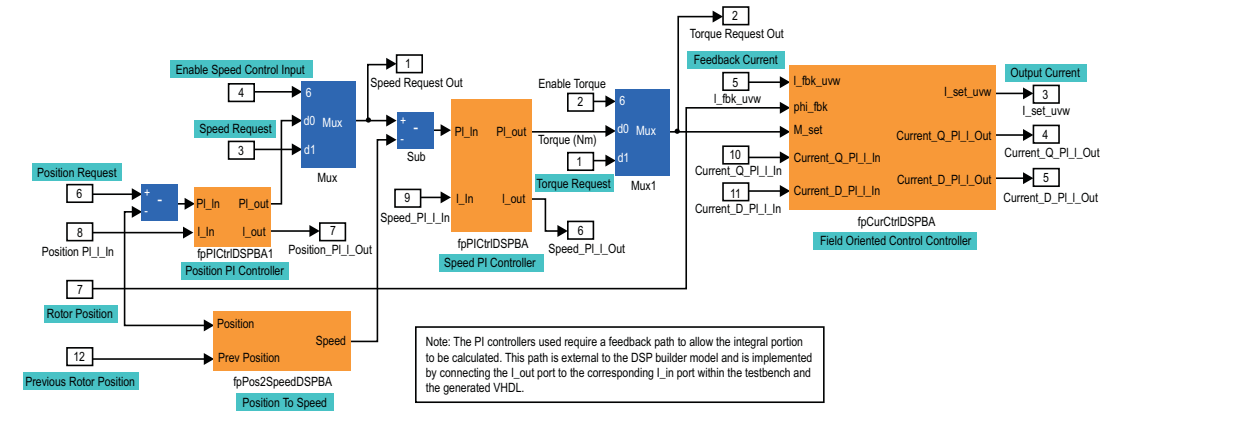 2
Torque Request Out
Enable Speed Control Input
4
6
d0
Mux
d1
Mux
Speed Request
3
1
Speed Request Out
Position Request
6
+
-
-
8
Position PI_I_In
PI_In
PI_out
I_In
I_out
fpPICtrlDSPBA1
Position PI Controller
7
Position_PI_I_Out
+
-
-
Sub
9
Speed_PI_I_In
PI_In
PI_out
I_In
I_out
fpPICtrlDSPBA
Speed PI Controller
6
Speed_PI_I_Out
Enable Torque
2
Torque (Nm)
1
Torque Request
6
d0
Mux
d1
Mux1
Feedback Current
5
I_fbk_uvw
10
Current_Q_PI_I_In
11
Current_D_PI_I_In
I_fbk_uvw
phi_fbk
M_set
Current_Q_PI_I_In
Current_D_PI_I_In
I_set_uvw
Current_Q_PI_I_Out
Current_D_PI_I_Out
fpCurCtrlDSPBA
Field Oriented Control Controller
Output Current
3
I_set_uvw
4
Current_Q_PI_I_Out
5
Current_D_PI_I_Out
7
Rotor Position
12
Previous Rotor Position
Position
Speed
Prev Position
fpPos2SpeedDSPBA
Position To Speed
Note: The PI controllers used require a feedback path to allow the integral portion
to be calculated. This path is external to the DSP builder model and is implemented
by connecting the I_out port to the corresponding I_in port within the testbench and
the generated VHDL.